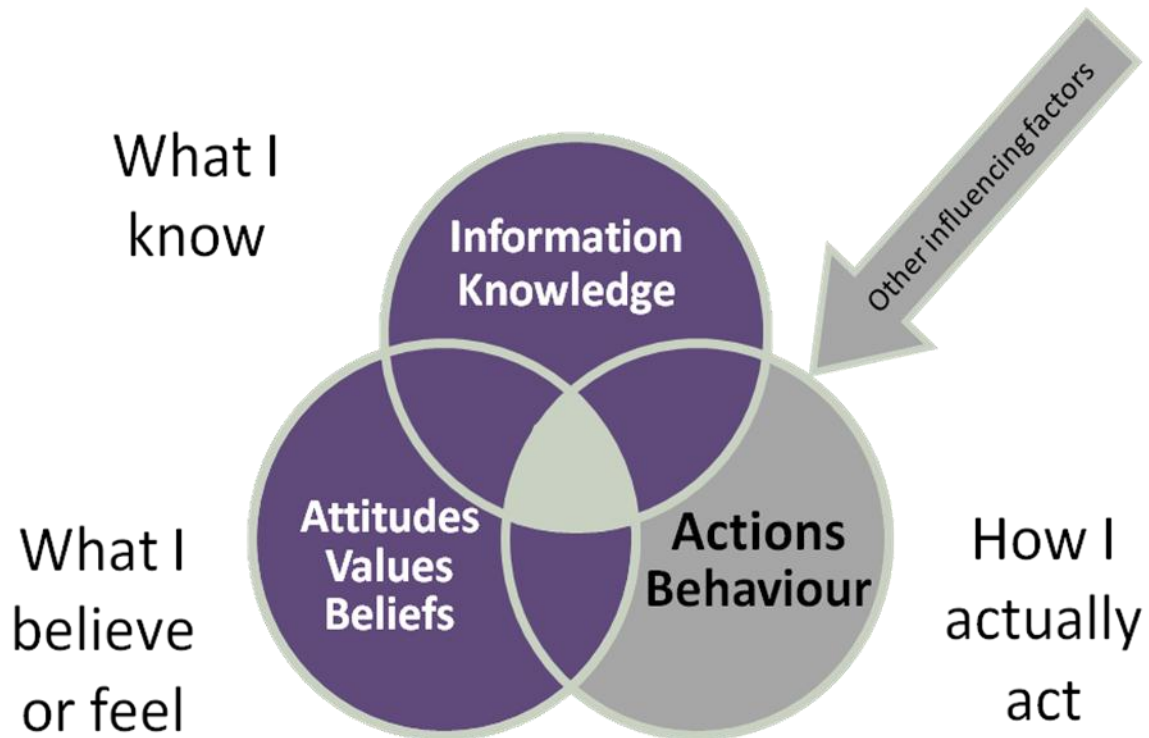 What I
know
Information
Knowledge
Other influencing factors
Attitudes
Values
Beliefs
Actions
Behaviour
What I
believe
or feel
How I
actually
act